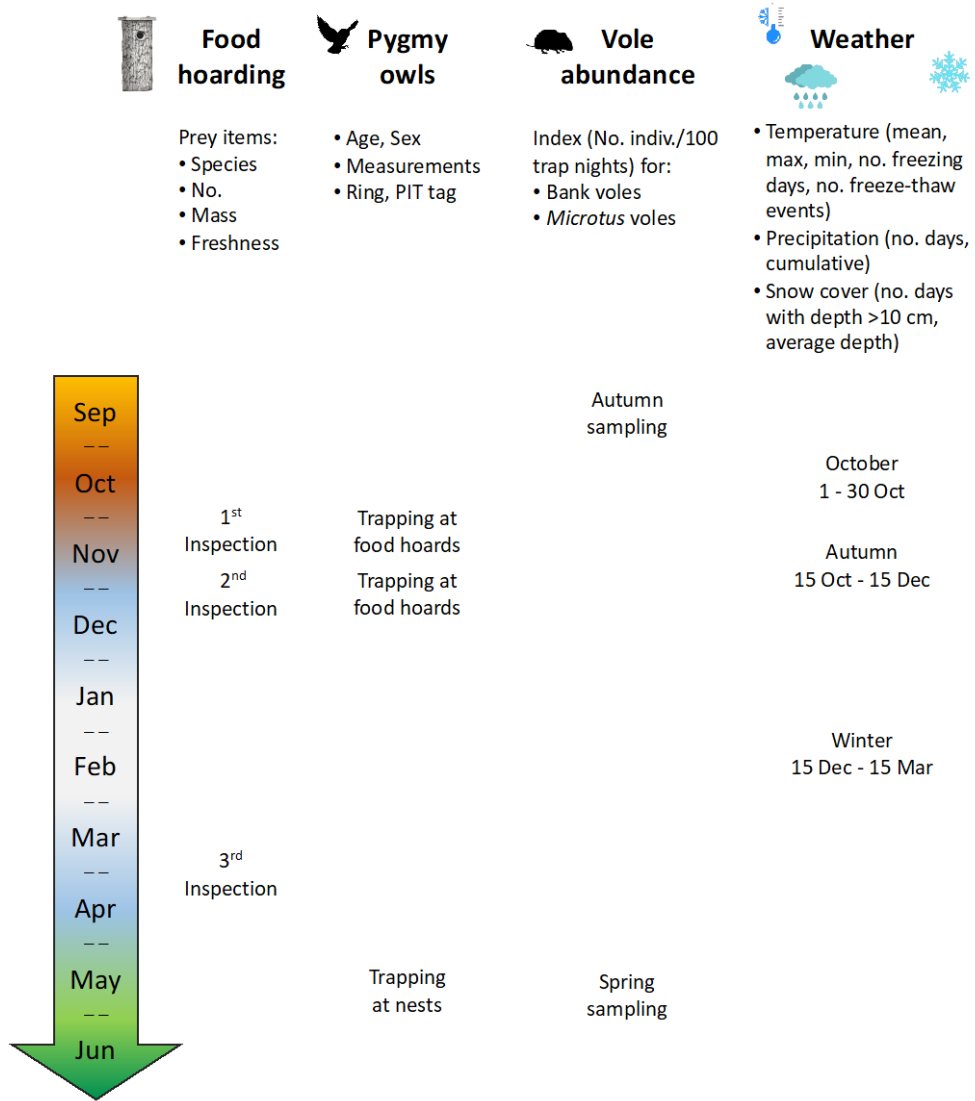 Food
hoarding
Pygmy
owls
Vole
abundance
Weather
Prey items:
• Species
• No.
• Mass
• Freshness
• Age, Sex
• Measurements
• Ring, PIT tag
Index (No. indiv./100
trap nights) for:
• Bank voles
• Microtus voles
• Temperature (mean,
max, min, no. freezing
days, no. freeze-thaw
events)
• Precipitation (no. days,
cumulative)
• Snow cover (no. days
with depth >10 cm,
average depth)
Sep
Autumn
sampling
October
1 - 30 Oct
Oct
1st
Inspection
Trapping at
food hoards
Nov
Autumn
15 Oct - 15 Dec
2nd
Inspection
Trapping at
food hoards
Dec
Jan
Winter
15 Dec - 15 Mar
Feb
Mar
3rd
Inspection
Apr
May
Trapping
at nests
Spring
sampling
Jun